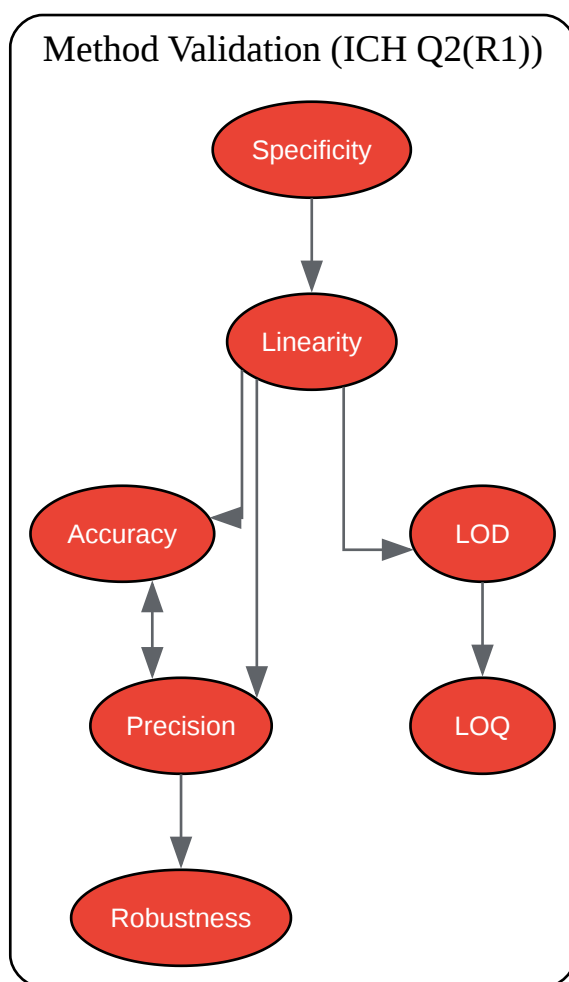 Method Validation (ICH Q2(R1))
Specificity
Linearity
Accuracy
LOD
Precision
LOQ
Robustness